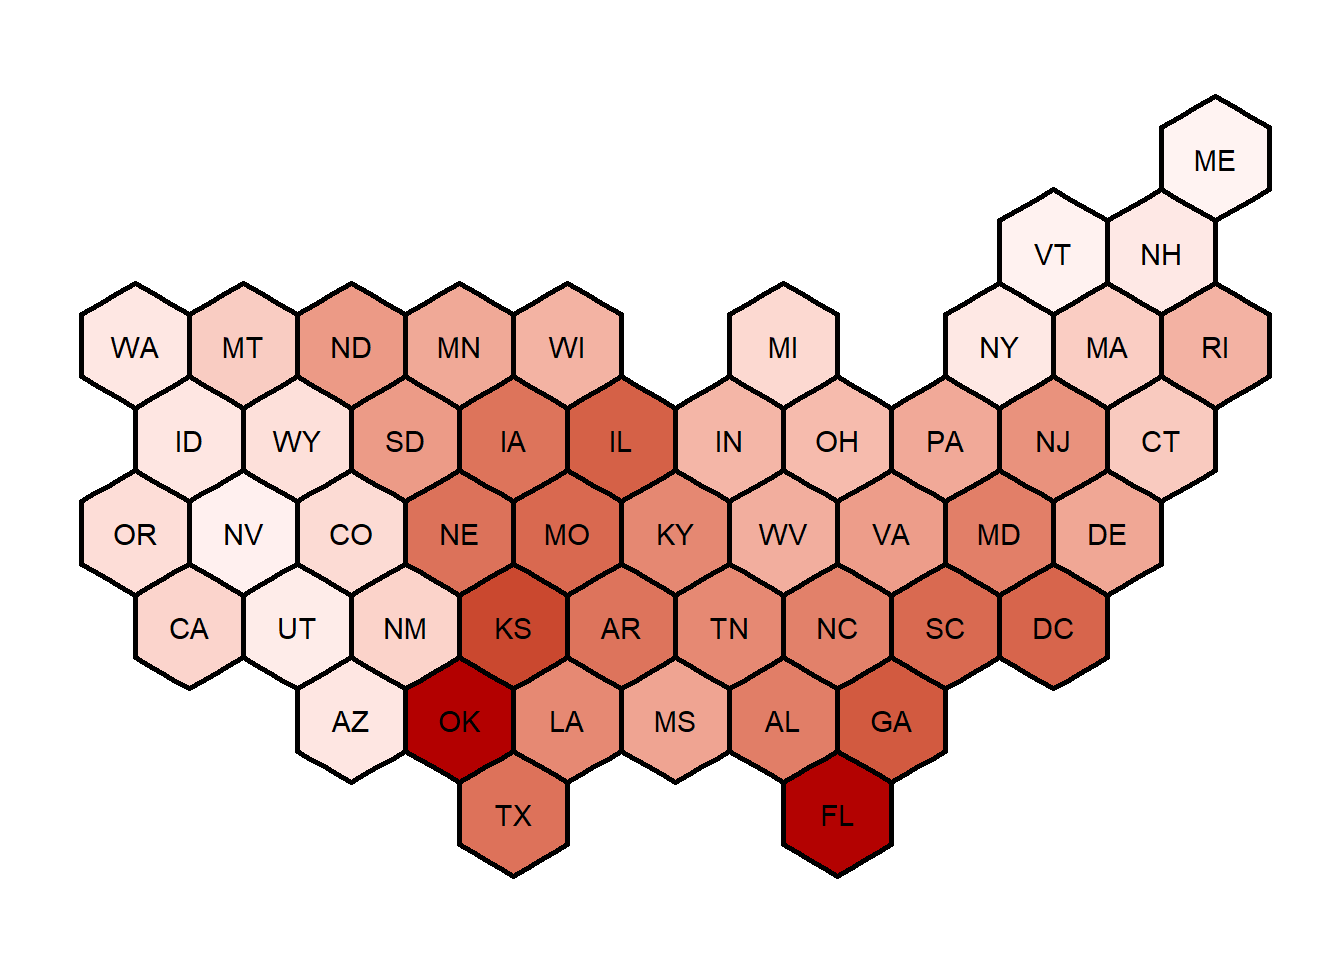 ME
VT NH
WA MT ND MN WI MI NY MA RI
ID WY SD IA IL IN OH PA NJ CT
OR NV CO NE MO KY WV VA MD DE
CA UT NM KS AR TN NC SC DC
AZ OK LA MS AL GA
TX FL